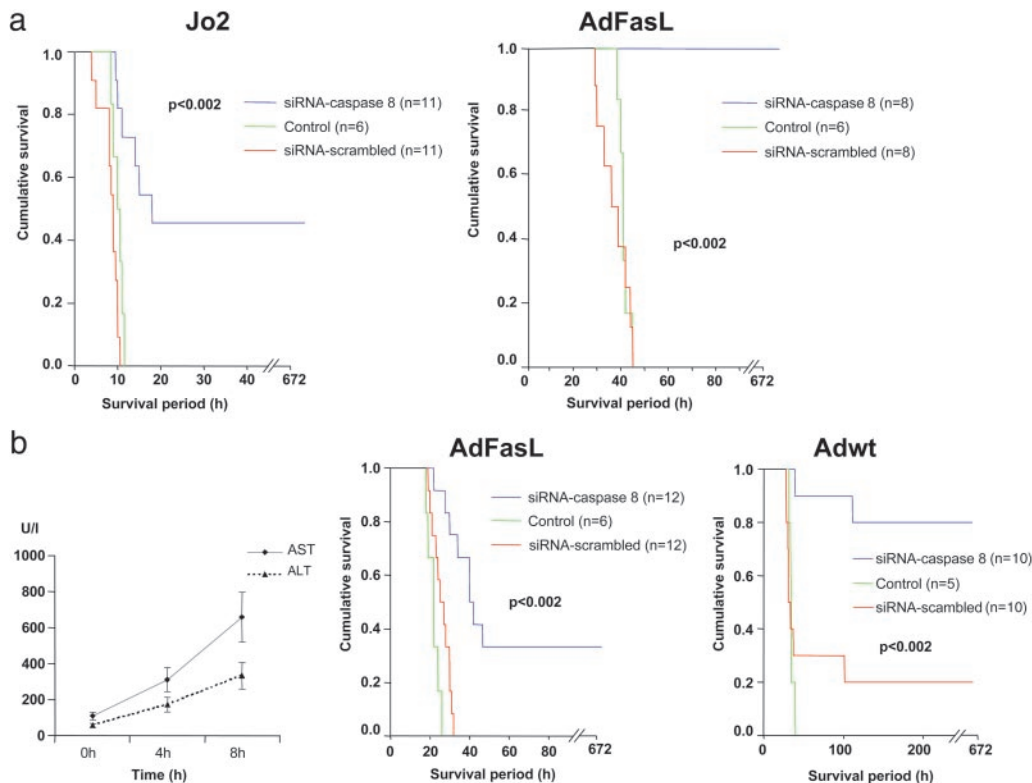 a
Jo2
1.0
0.8
0.6
0.4
0.2
0.0
Cumulative survival
p<0.002
siRNA-caspase 8 (n=11)
Control (n=6)
siRNA-scrambled (n=11)
0 10 20 30 40 672
Survival period (h)
AdFasL
1.0
0.8
0.6
0.4
0.2
0.0
Cumulative survival
siRNA-caspase 8 (n=8)
Control (n=6)
siRNA-scrambled (n=8)
p<0.002
0 20 40 60 80 672
Survival period (h)
b
U/l
1000
800
600
400
200
0
AST
ALT
0h 4h 8h
Time (h)
AdFasL
1.0
0.8
0.6
0.4
0.2
0.0
Cumulative survival
siRNA-caspase 8 (n=12)
Control (n=6)
siRNA-scrambled (n=12)
p<0.002
0 20 40 60 80 672
Survival period (h)
Adwt
1.0
0.8
0.6
0.4
0.2
0.0
Cumulative survival
siRNA-caspase 8 (n=10)
Control (n=5)
siRNA-scambled (n=10)
p<0.002
0 100 200 672
Survival period (h)